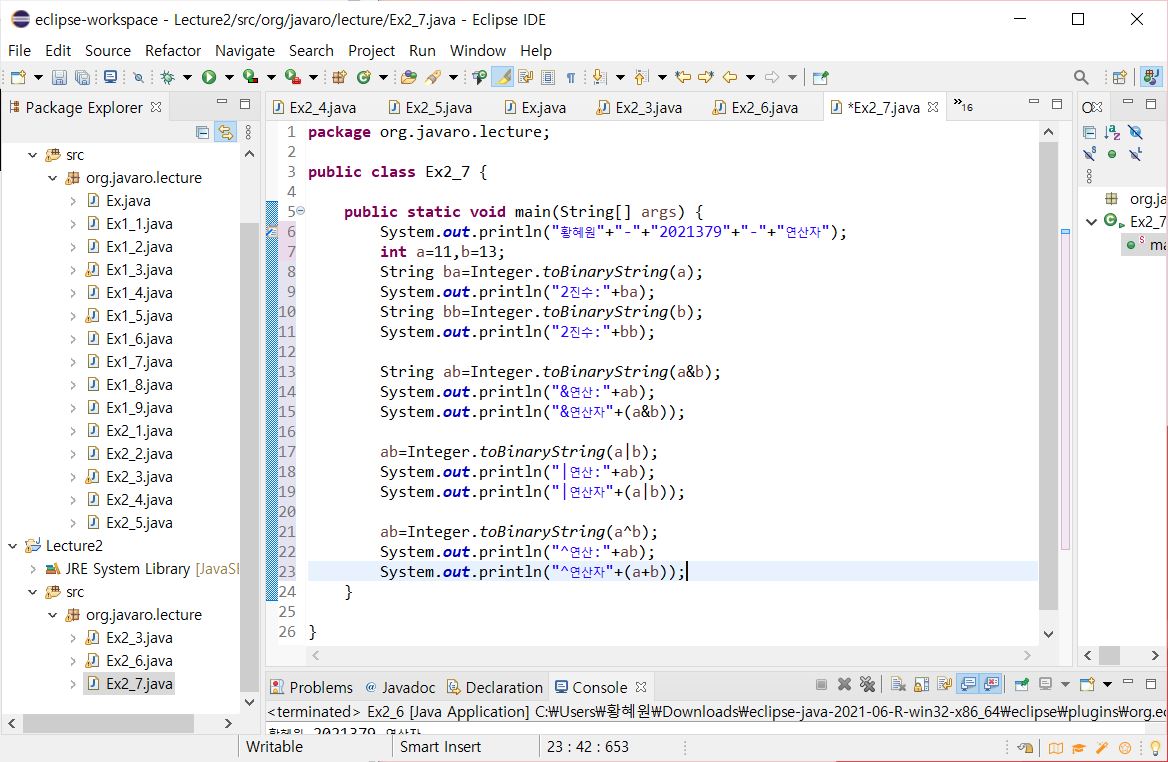 eclipse-workspace - Lecture2/src/org/javaro/lecture/Ex2_7.java - Eclipse IDE
File Edit Source Refactor Navigate Search Project Run Window Help
Package Explorer
src
org.javaro.lecture
Ex.java
Ex1_1.java
Ex1_2.java
Ex1_3.java
Ex1_4.java
Ex1_5.java
Ex1_6.java
Ex1_7.java
Ex1_8.java
Ex1_9.java
Ex2_1.java
Ex2_2.java
Ex2_3.java
Ex2_4.java
Ex2_5.java
Lecture2
JRE System Library [JavaSE
src
org.javaro.lecture
Ex2_3.java
Ex2_6.java
Ex2_7.java
Ex2_4.java Ex2_5.java Ex.java Ex2_3.java Ex2_6.java *Ex2_7.java »16
1 package org.javaro.lecture;
2
3 public class Ex2_7 {
4
5 public static void main(String[] args) {
6 System.out.println("황혜원"+"-"+"2021379"+"-"+"연산자");
7 int a=11,b=13;
8 String ba=Integer.toBinaryString(a);
9 System.out.println("2진수:"+ba);
10 String bb=Integer.toBinaryString(b);
11 System.out.println("2진수:"+bb);
12
13 String ab=Integer.toBinaryString(a&b);
14 System.out.println("&연산:"+ab);
15 System.out.println("&연산자"+(a&b));
16
17 ab=Integer.toBinaryString(a|b);
18 System.out.println("|연산:"+ab);
19 System.out.println("|연산자"+(a|b));
20
21 ab=Integer.toBinaryString(a^b);
22 System.out.println("^연산:"+ab);
23 System.out.println("^연산자"+(a+b));
24 }
25
26 }
org.ja
Ex2_7
ma
Problems @ Javadoc Declaration Console
<terminated> Ex2_6 [Java Application] C:₩Users₩황혜원₩Downloads₩eclipse-java-2021-06-R-win32-x86_64₩eclipse₩plugins₩org.ec
황혜원-2021379-연산자
Writable Smart Insert 23 : 42 : 653